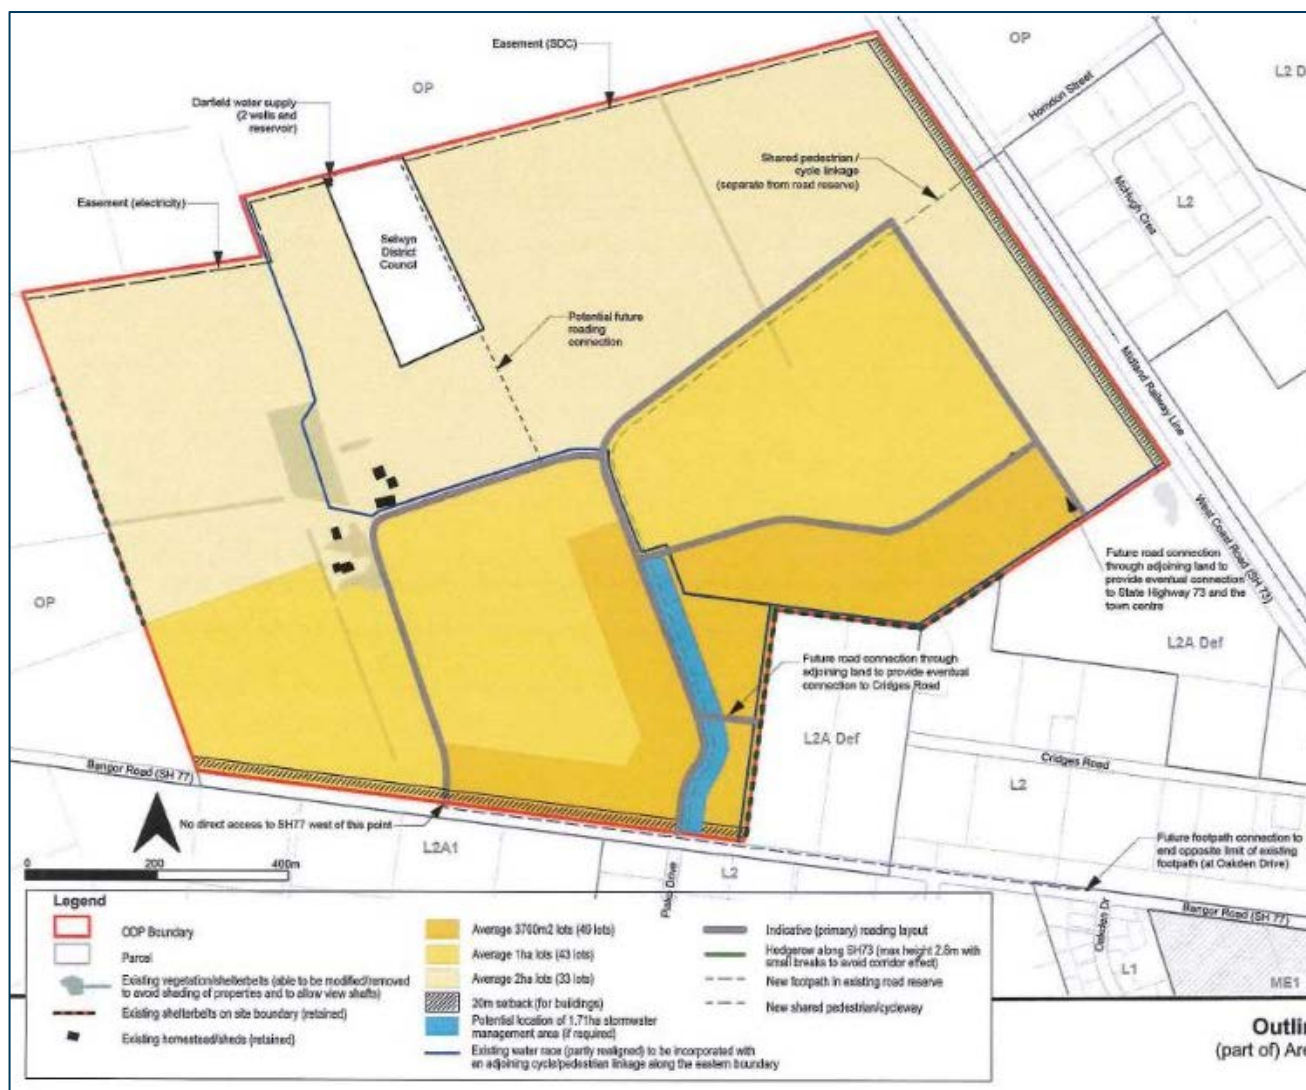 Easement (SDC)
OP
OP
L2 D
Darfield water supply
(2 wells and
reservoir)
Horndon Street
Shared pedestrian /
cycle linkage
(separate from road reserve)
McHugh Cres
L2
Easement (electricity)
Selwyn
District
Council
Potential future
roading
connection
Midland Railway Line
West Coast Road (SH 73)
Future road connection
through adjoining land to
provide eventual connection
to State Highway 73 and the
town centre
OP
L2A Def
Future road connection through
adjoining land to provide eventual
connection to Cridges Road
L2A Def
Cridges Road
L2
Bangor Road (SH 77)
No direct access to SH77 west of this point
L2A1
L2
Future footpath connection to
end opposite limit of existing
footpath (at Oakden Drive)
0 200 400m
Drive
Bangor Road (SH 77)
Oakden Dr
L1
ME1
Legend
ODP Boundary
Parcel
Existing vegetation/shelterbelts (able to be modified/removed
to avoid shading of properties and to allow view shafts)
Existing shelterbelts on site boundary (retained)
Existing homestead/sheds (retained)
Average 3760m2 lots (49 lots)
Average 1ha lots (43 lots)
Average 2ha lots (33 lots)
20m setback (for buildings)
Potential location of 1.71ha stormwater
management area (if required)
Existing water race (partly realigned) to be incorporated with
an adjoining cycle/pedestrian linkage along the eastern boundary
Indicative (primary) roading layout
Hedgerow along SH73 (max height 2.8m with
small breaks to avoid corridor effect)
New footpath in existing road reserve
New shared pedestrian/cycleway
Outli
(part of) Are